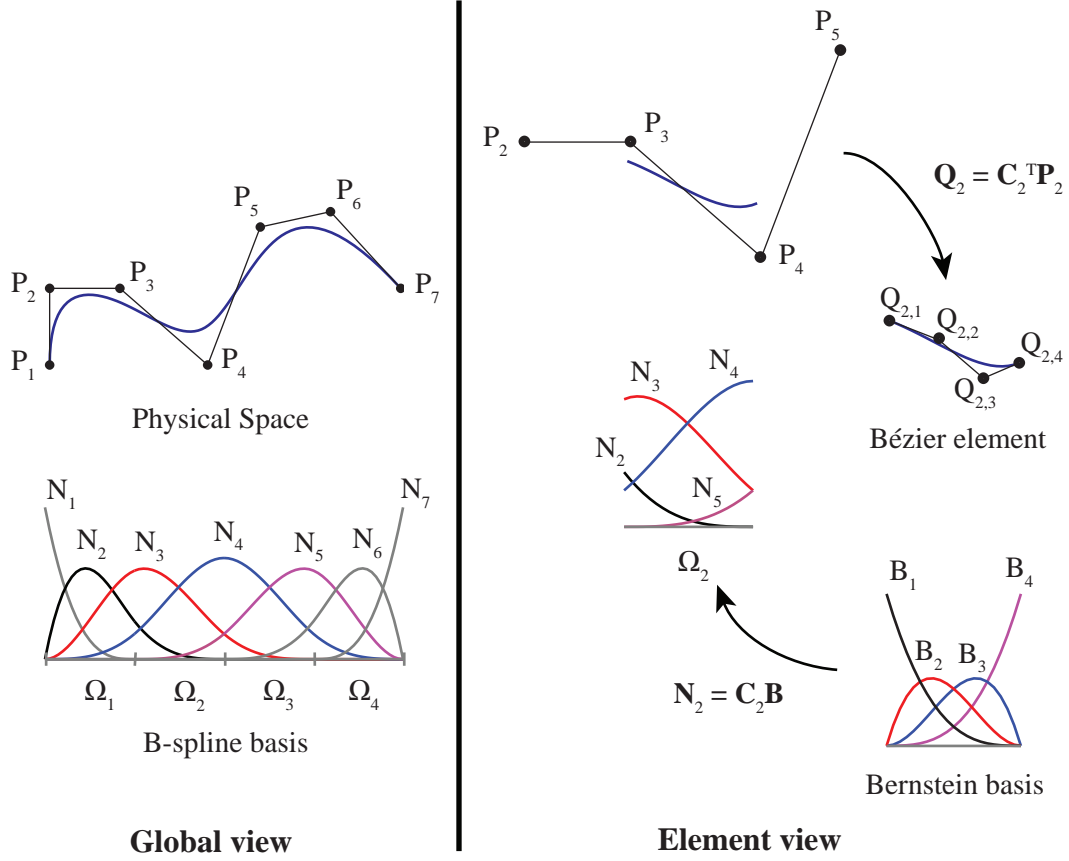 P₁
P₂
P₃
P₄
P₅
P₆
P₇
Physical Space
N₁
N₂
N₃
N₄
N₅
N₆
N₇
Ω₁
Ω₂
Ω₃
Ω₄
B-spline basis
Global view
P₂
P₃
P₄
P₅
Q₂ = C₂ᵀP₂
Q₂,₁
Q₂,₂
Q₂,₃
Q₂,₄
Bézier element
N₂
N₃
N₄
N₅
Ω₂
N₂ = C₂B
B₁
B₂
B₃
B₄
Bernstein basis
Element view